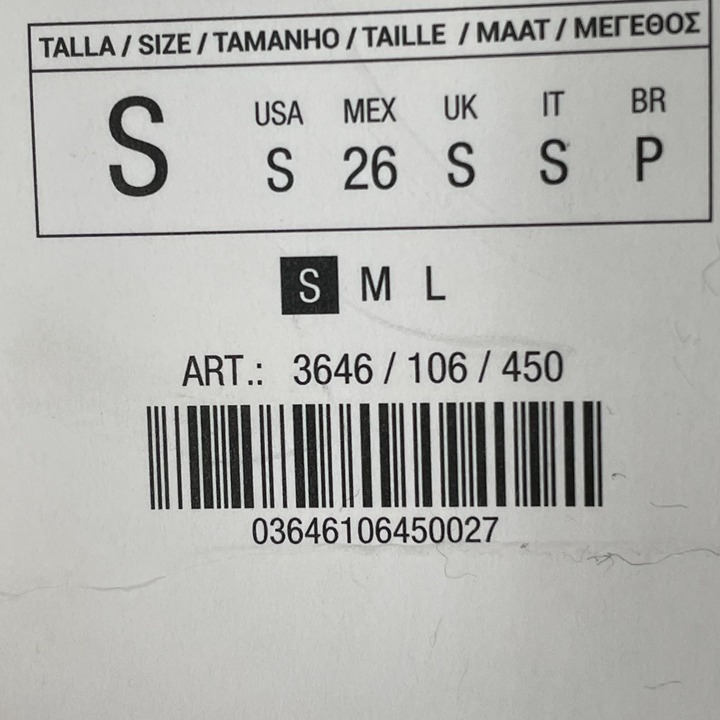 TALLA / SIZE / TAMANHO / TAILLE / MAAT / ΜΕΓΕΘΟΣ
USA MEX UK IT BR
S S 26 S S P
S M L
ART.: 3646 / 106 / 450
03646106450027